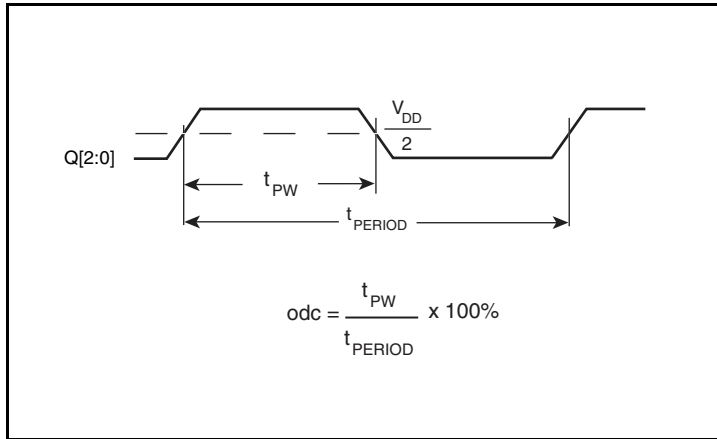 V_DD
2
Q[2:0]
t_PW
t_PERIOD
odc = t_PW / t_PERIOD x 100%